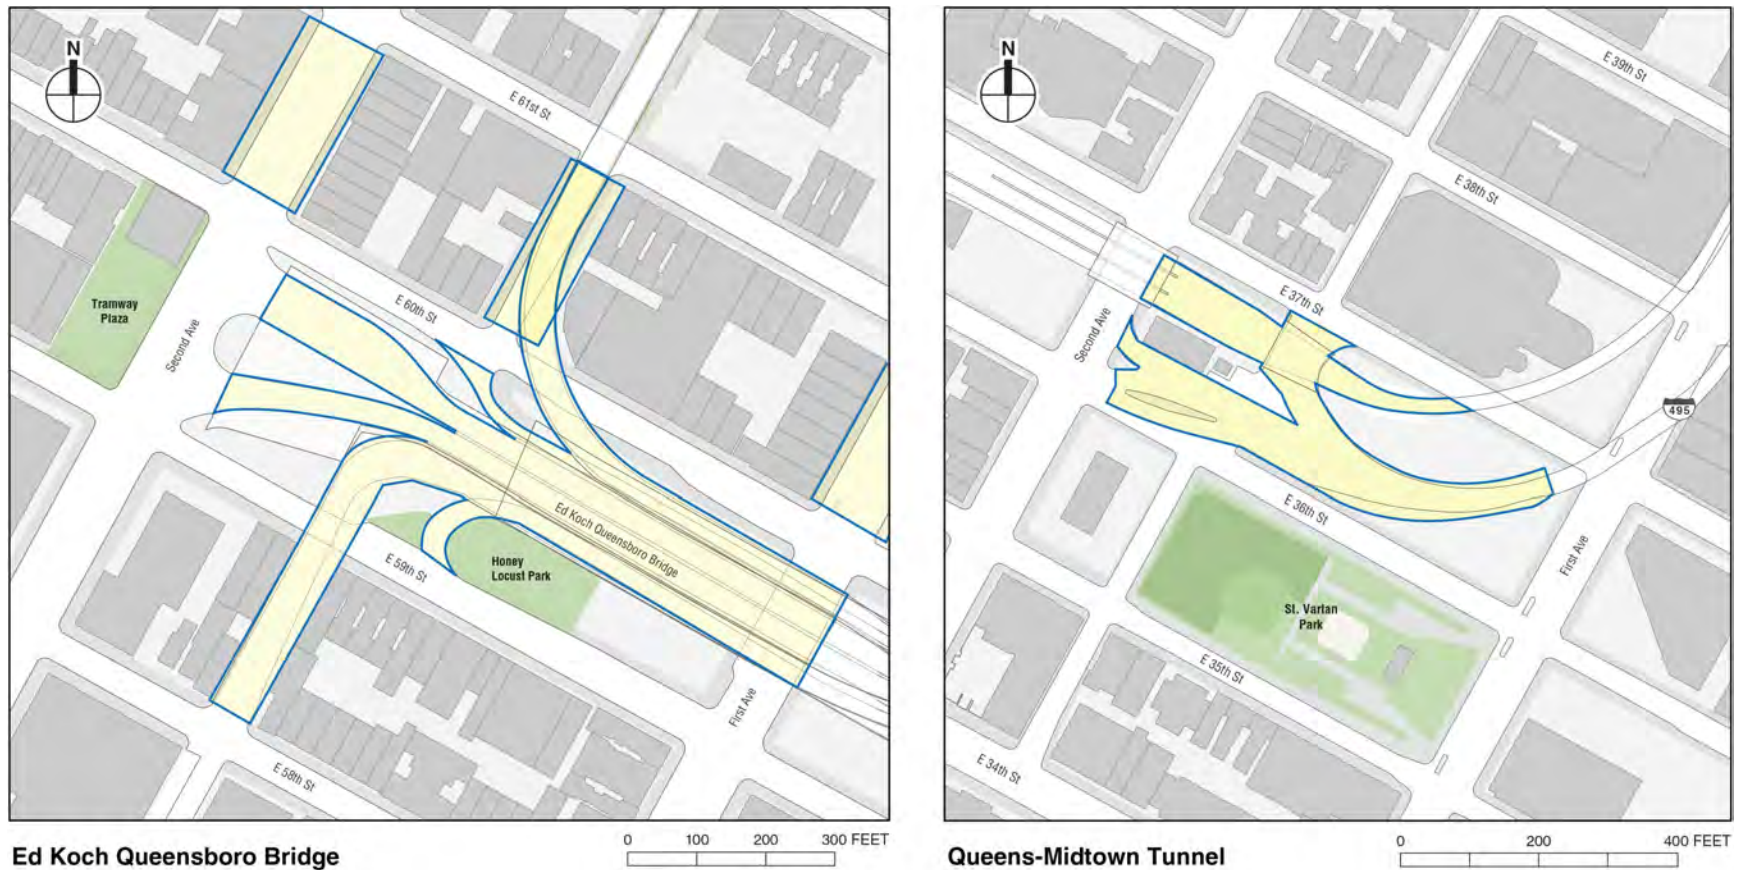 N
E 61st St
E 60th St
Tramway
Plaza
Second Ave
Ed Koch Queensboro Bridge
Honey
Locust Park
E 59th St
First Ave
E 58th St
Ed Koch Queensboro Bridge
0 100 200 300 FEET
N
E 39th St
E 38th St
E 37th St
Second Ave
495
E 36th St
First Ave
St. Vartan
Park
E 35th St
E 34th St
Queens-Midtown Tunnel
0 200 400 FEET